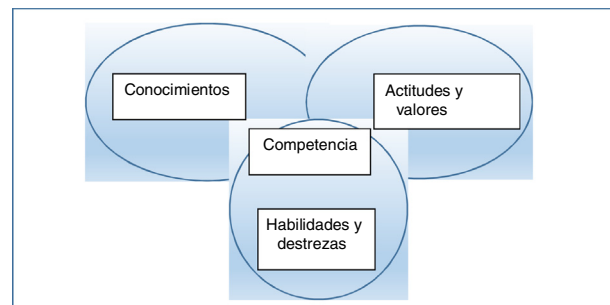 Conocimientos
Actitudes y
valores
Competencia
Habilidades y
destrezas